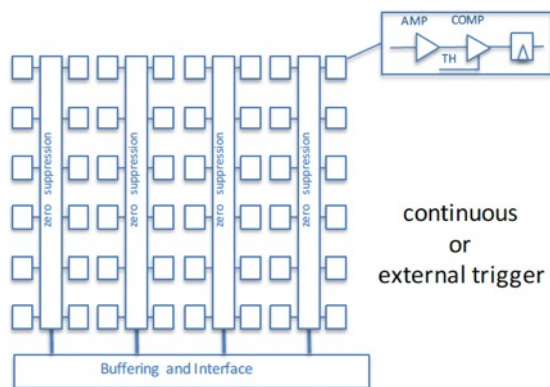 AMP COMP
TH
zero suppression
zero suppression
zero suppression
zero suppression
continuous
or
external trigger
Buffering and Interface